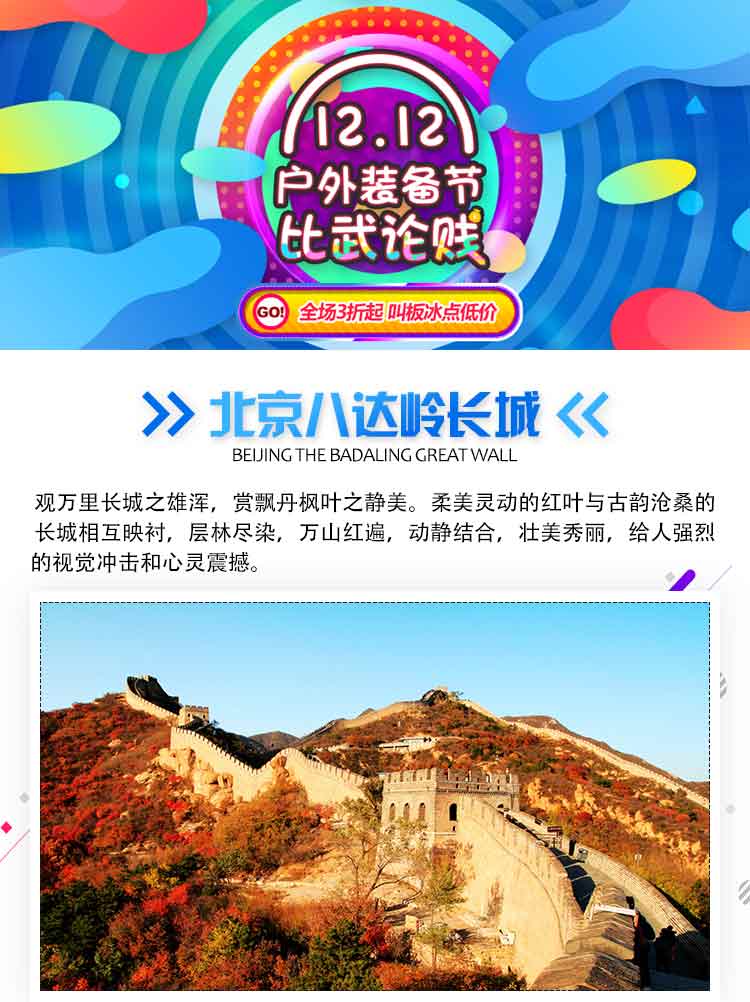 12.12
户外装备节
比武论贱
GO! 全场3折起 叫板冰点低价
北京八达岭长城
BEIJING THE BADALING GREAT WALL
观万里长城之雄浑，赏飘丹枫叶之静美。柔美灵动的红叶与古韵沧桑的
长城相互映衬，层林尽染，万山红遍，动静结合，壮美秀丽，给人强烈
的视觉冲击和心灵震撼。